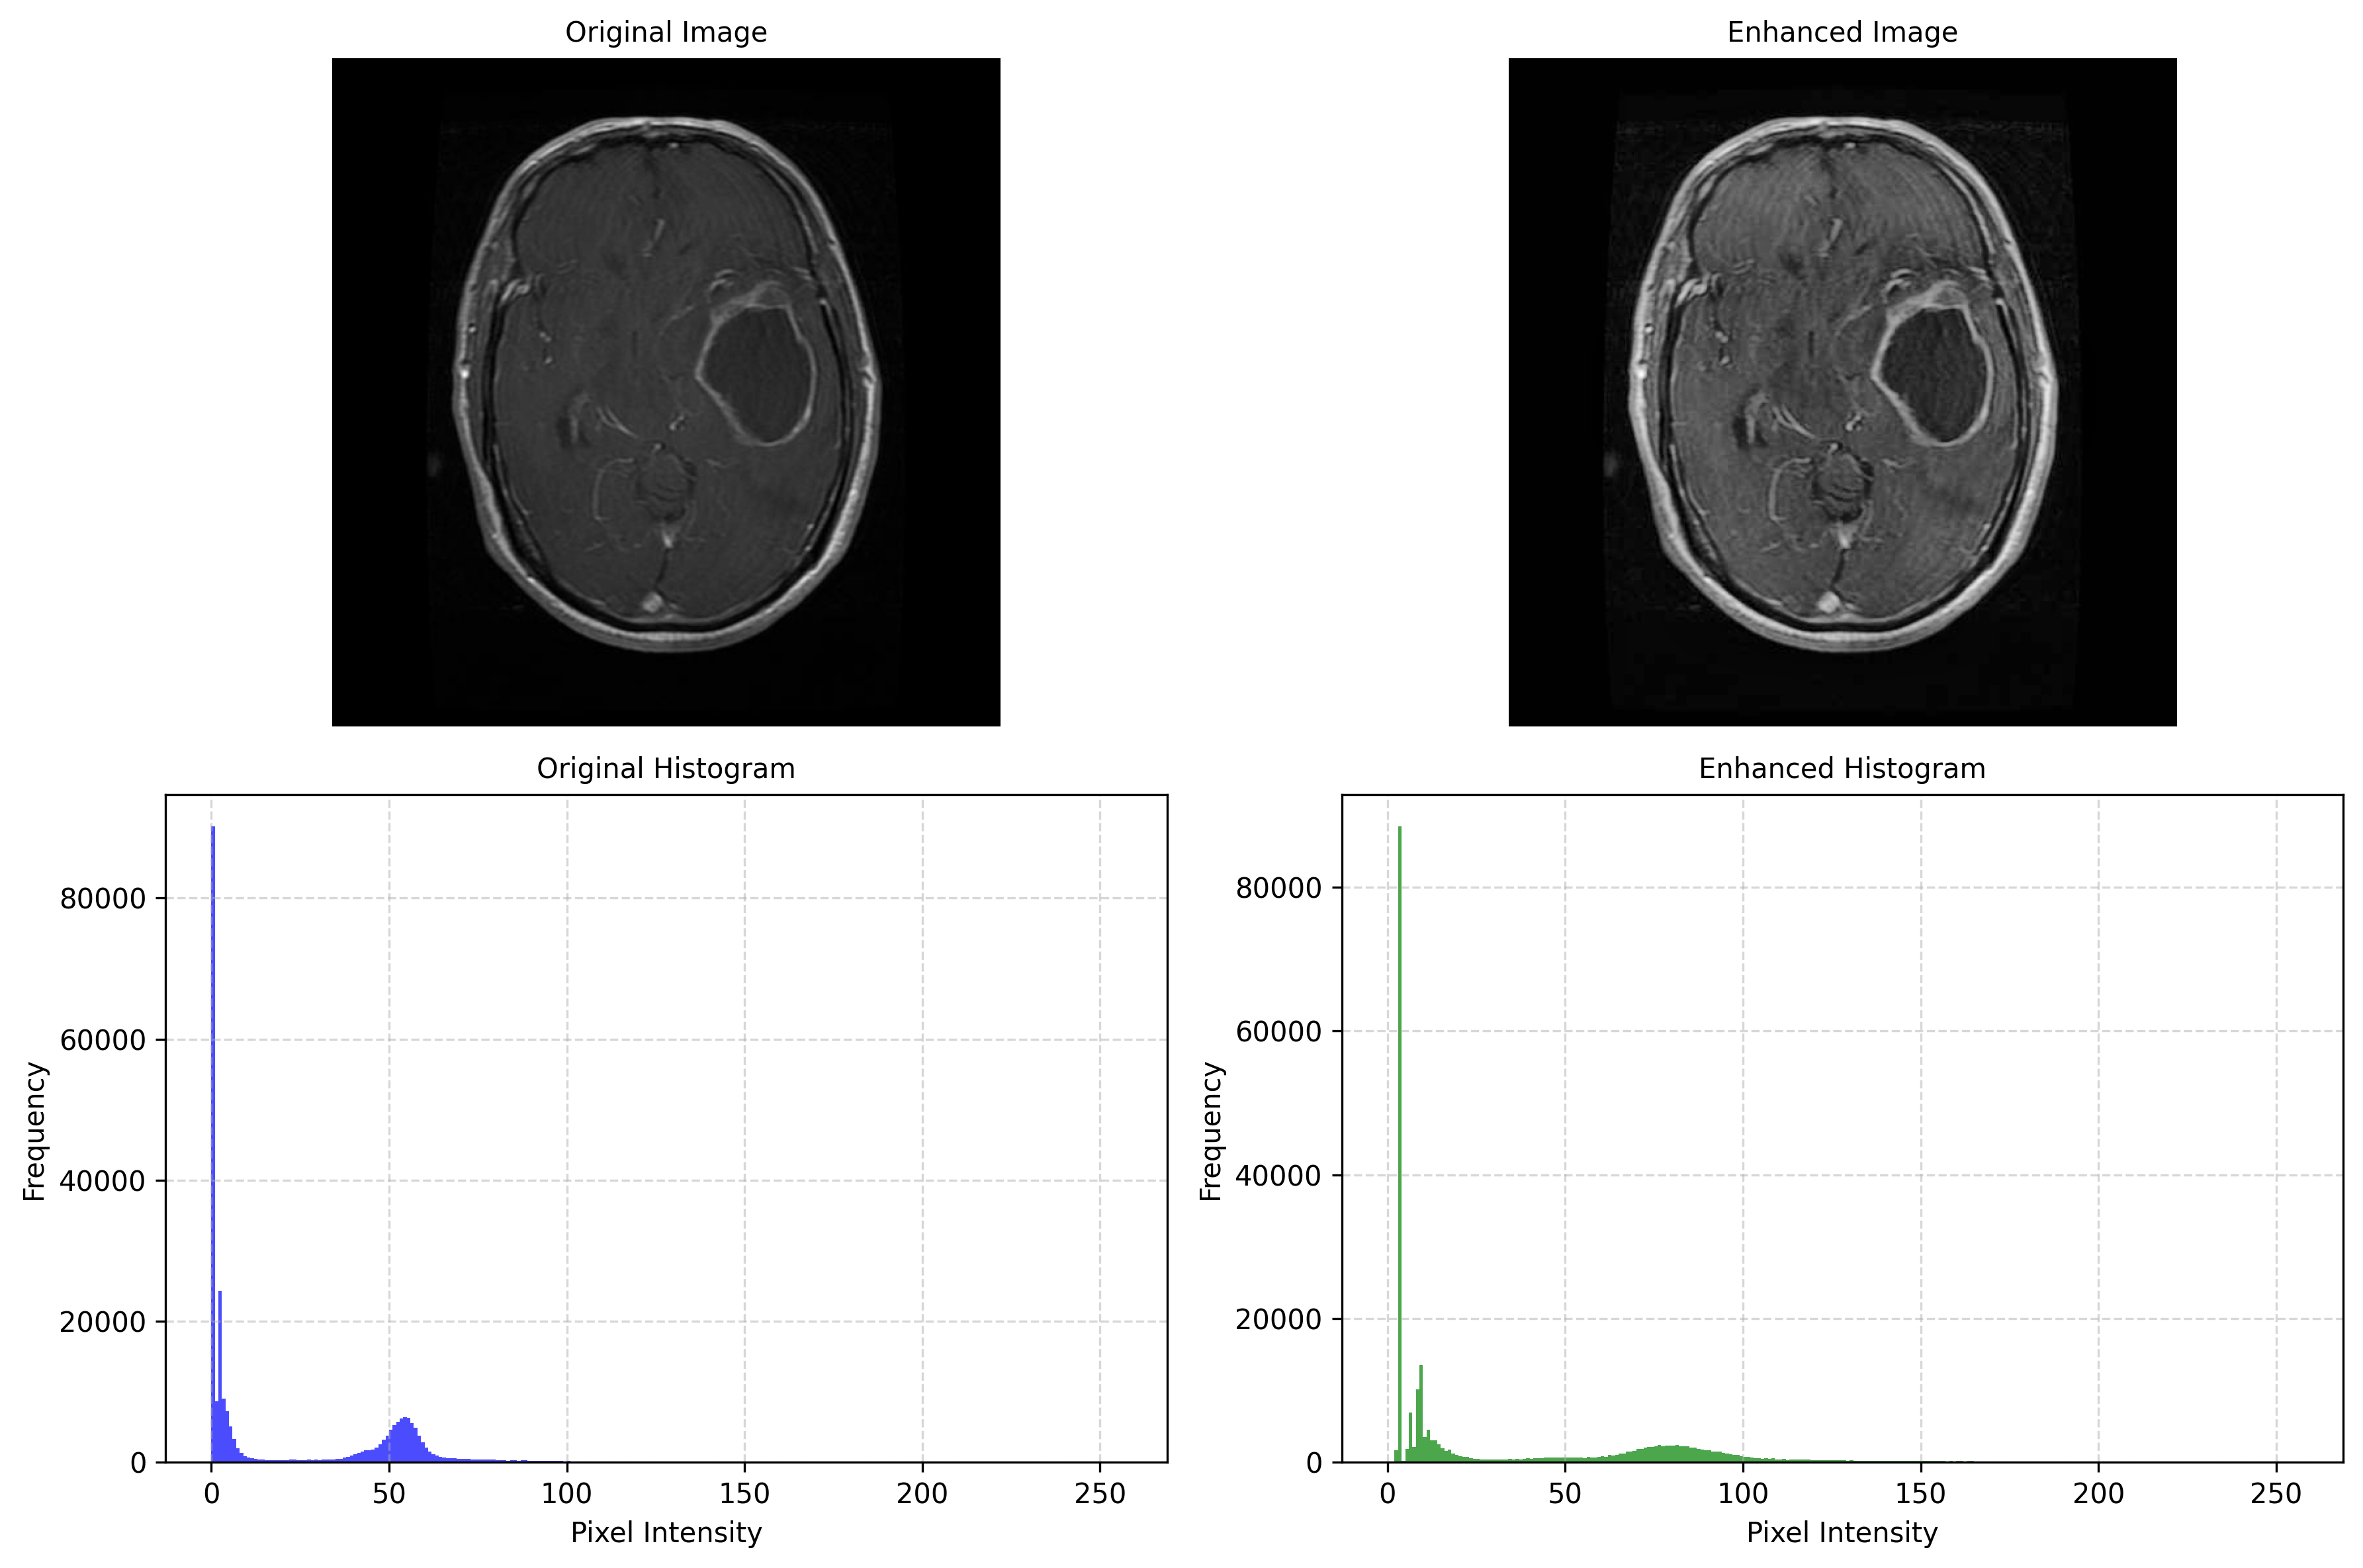 Original Image
Enhanced Image
Original Histogram
Enhanced Histogram
Frequency
80000
60000
40000
20000
0
0 50 100 150 200 250
Pixel Intensity
Frequency
80000
60000
40000
20000
0
0 50 100 150 200 250
Pixel Intensity